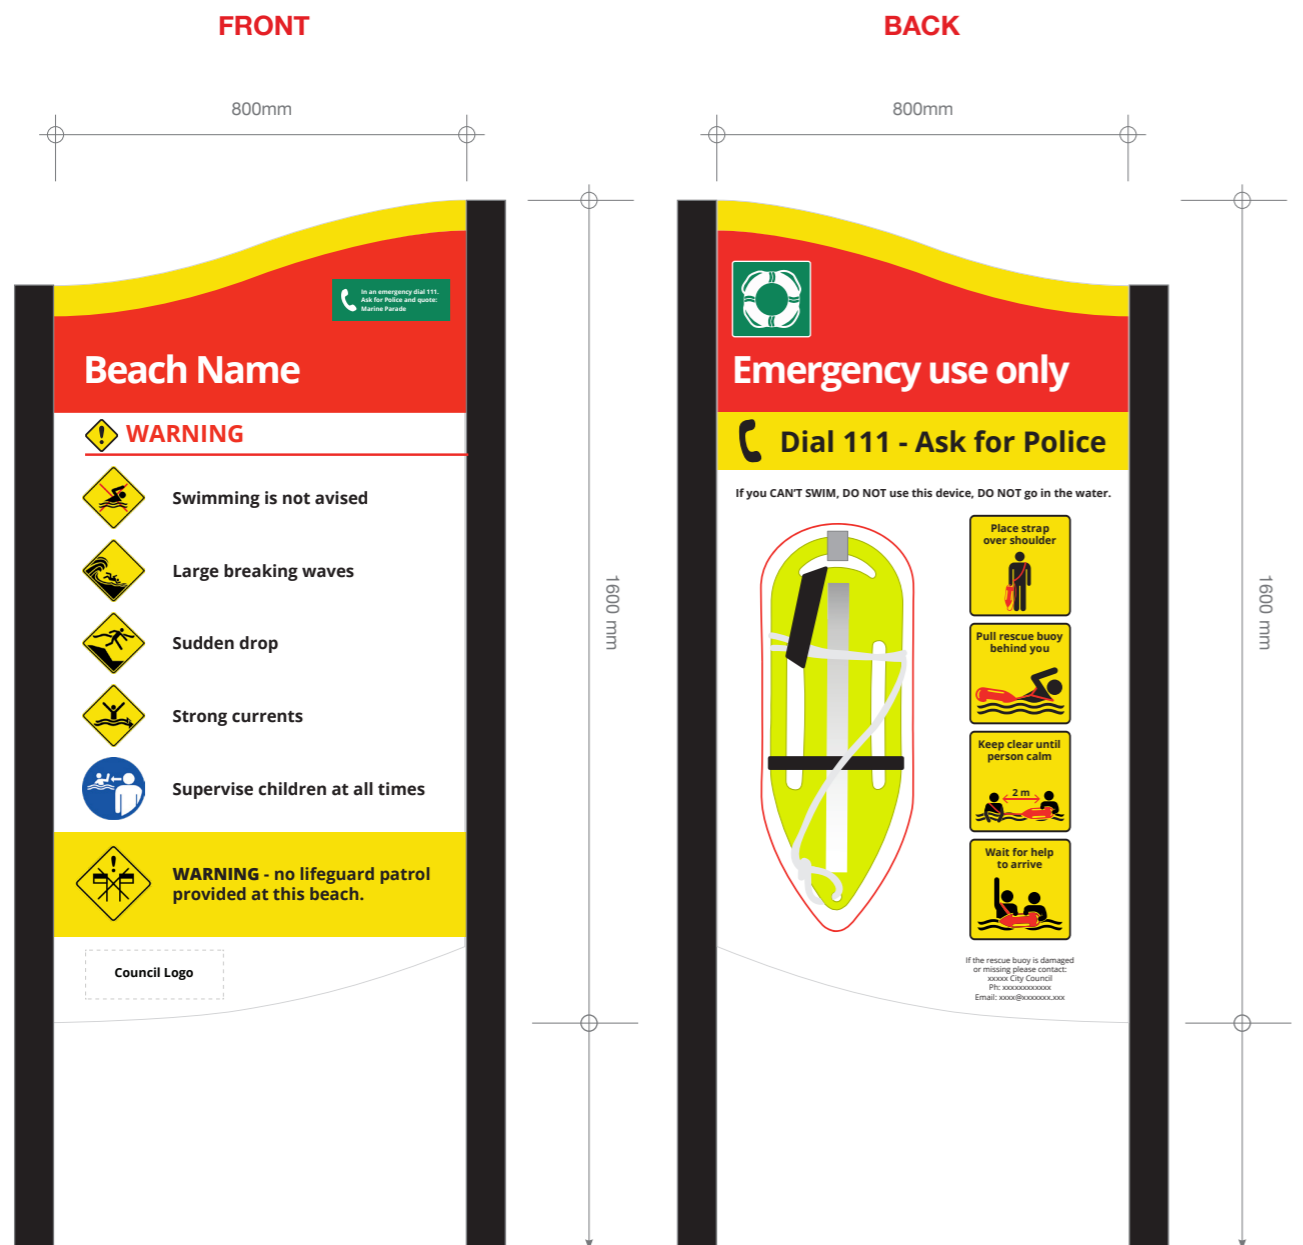 FRONT
800mm
In an emergency dial 111.
Ask for Police and quote:
Marine Parade
Beach Name
WARNING
Swimming is not avised
Large breaking waves
Sudden drop
Strong currents
Supervise children at all times
WARNING - no lifeguard patrol
provided at this beach.
Council Logo
1600 mm
BACK
800mm
Emergency use only
Dial 111 - Ask for Police
If you CAN'T SWIM, DO NOT use this device, DO NOT go in the water.
Place strap
over shoulder
Pull rescue buoy
behind you
Keep clear until
person calm
2 m
Wait for help
to arrive
If the rescue buoy is damaged
or missing please contact:
xxxxx City Council
Ph: xxxxxxxxxxxx
Email: xxxx@xxxxxxx.xxx
1600 mm